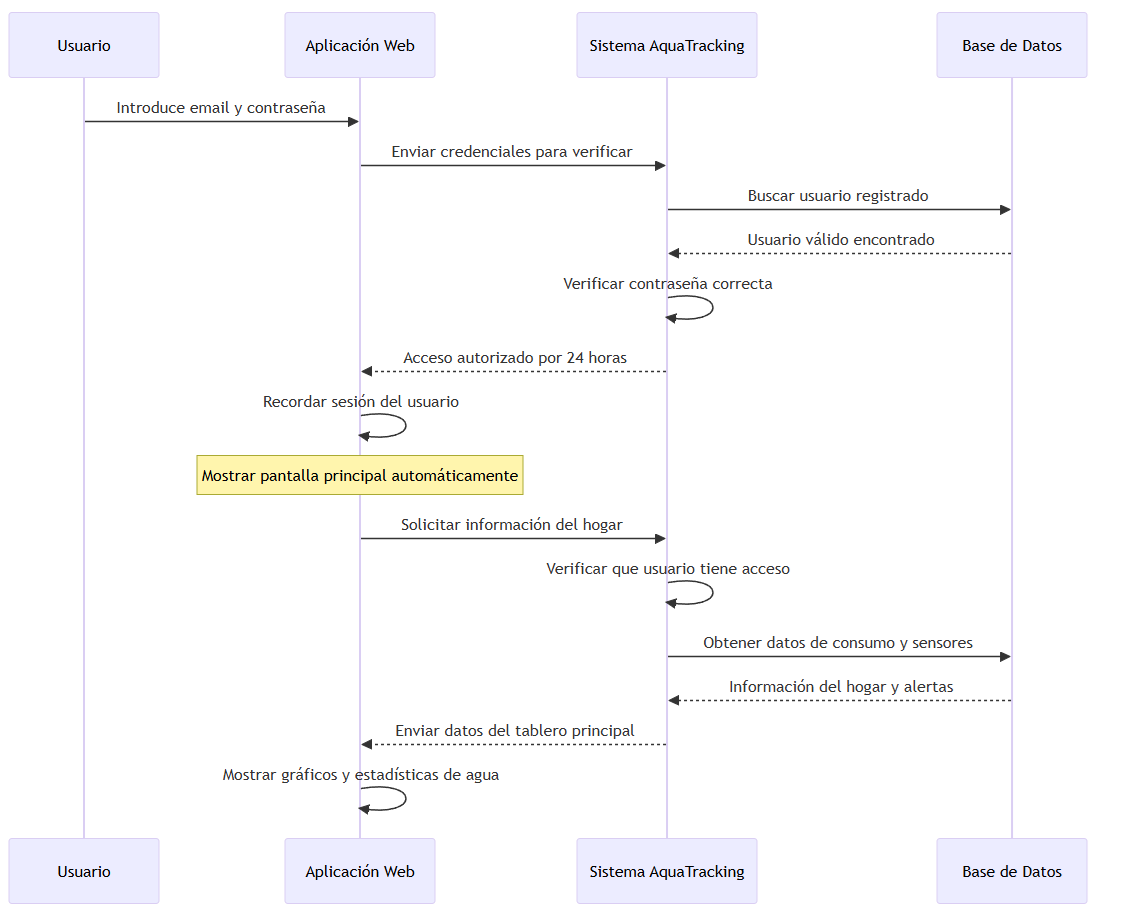 Usuario
Aplicación Web
Sistema AquaTracking
Base de Datos
Introduce email y contraseña
Enviar credenciales para verificar
Buscar usuario registrado
Usuario válido encontrado
Verificar contraseña correcta
Acceso autorizado por 24 horas
Recordar sesión del usuario
Mostrar pantalla principal automáticamente
Solicitar información del hogar
Verificar que usuario tiene acceso
Obtener datos de consumo y sensores
Información del hogar y alertas
Enviar datos del tablero principal
Mostrar gráficos y estadísticas de agua
Usuario
Aplicación Web
Sistema AquaTracking
Base de Datos